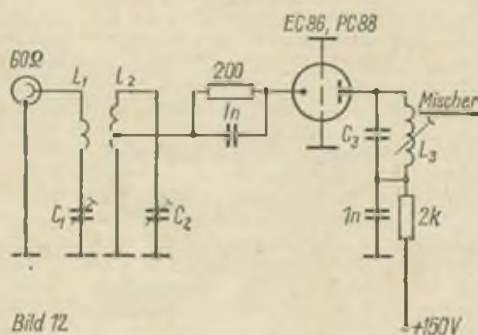 EC86, PC88
60Ω
L1
L2
200
1n
Mischer
C3
L3
C1
C2
1n
2k
Bild 12
+150V